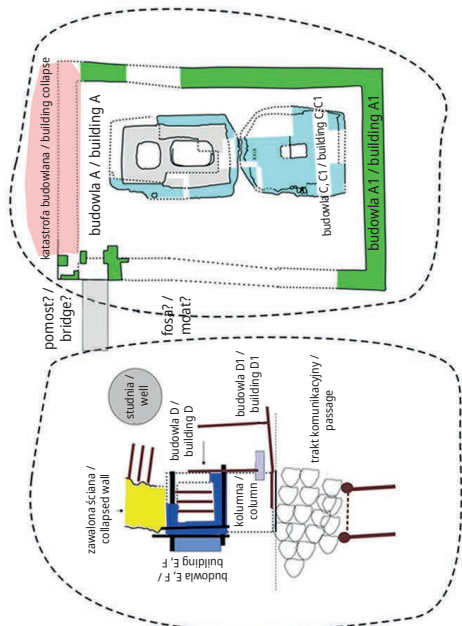 katastrofa budowlana / building collapse
budowla A / building A
budowla C, C1 / building C, C1
budowla A1 / building A1
pomost? /
bridge?
fosa? /
moat?
studnia /
well
zawalona ściana /
collapsed wall
budowla D /
building D
budowla D1 /
building D1
budowla E, F /
building E, F
kolumna /
column
trakt komunikacyjny /
passage